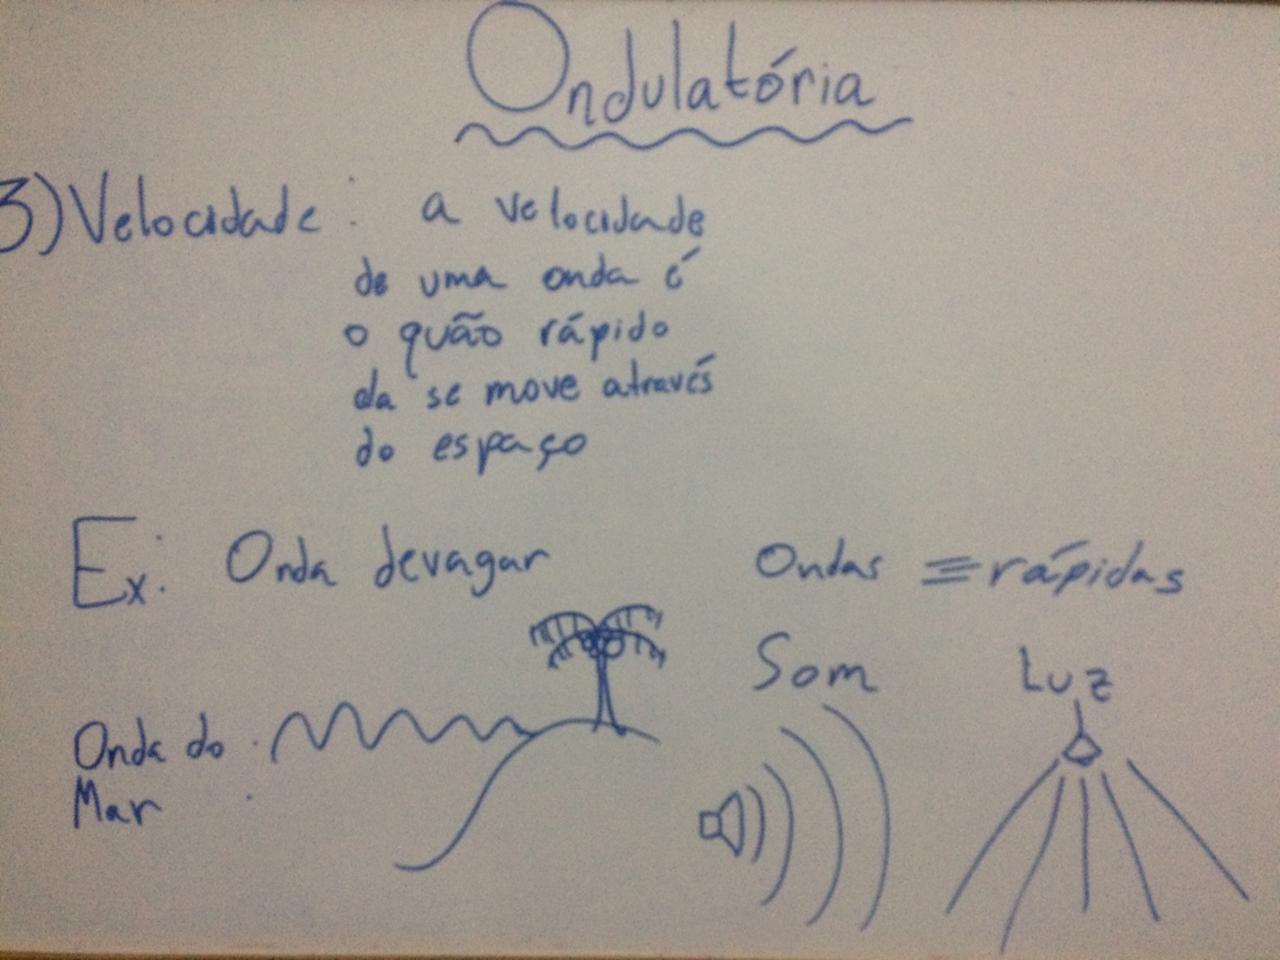 Ondulatória
3) Velocidade: a velocidade
de uma onda é
o quão rápido
ela se move através
do espaço
Ex: Onda devagar
Ondas rápidas
Onda do
Mar
Som
Luz